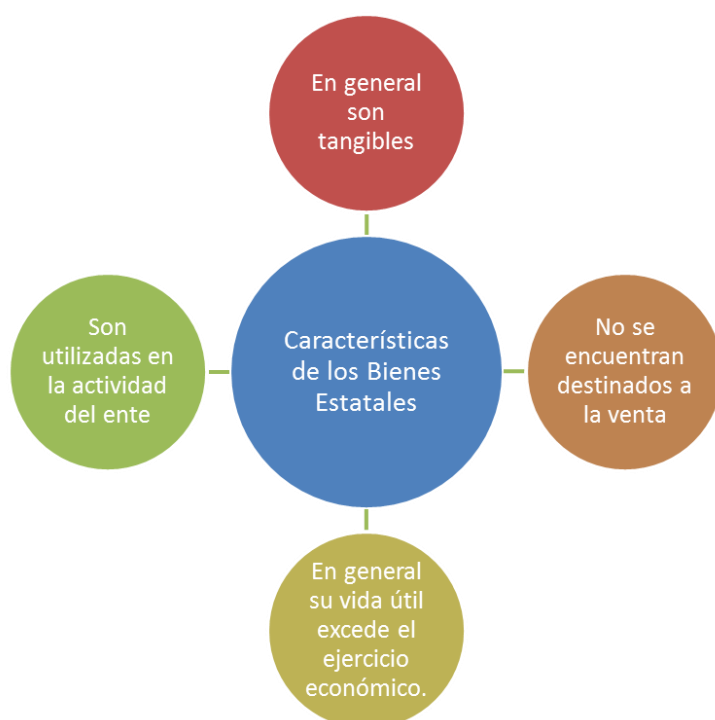 En general
son
tangibles
Características
de los Bienes
Estatales
No se
encuentran
destinados a
la venta
En general
su vida útil
excede el
ejercicio
económico.
Son
utilizadas en
la actividad
del ente